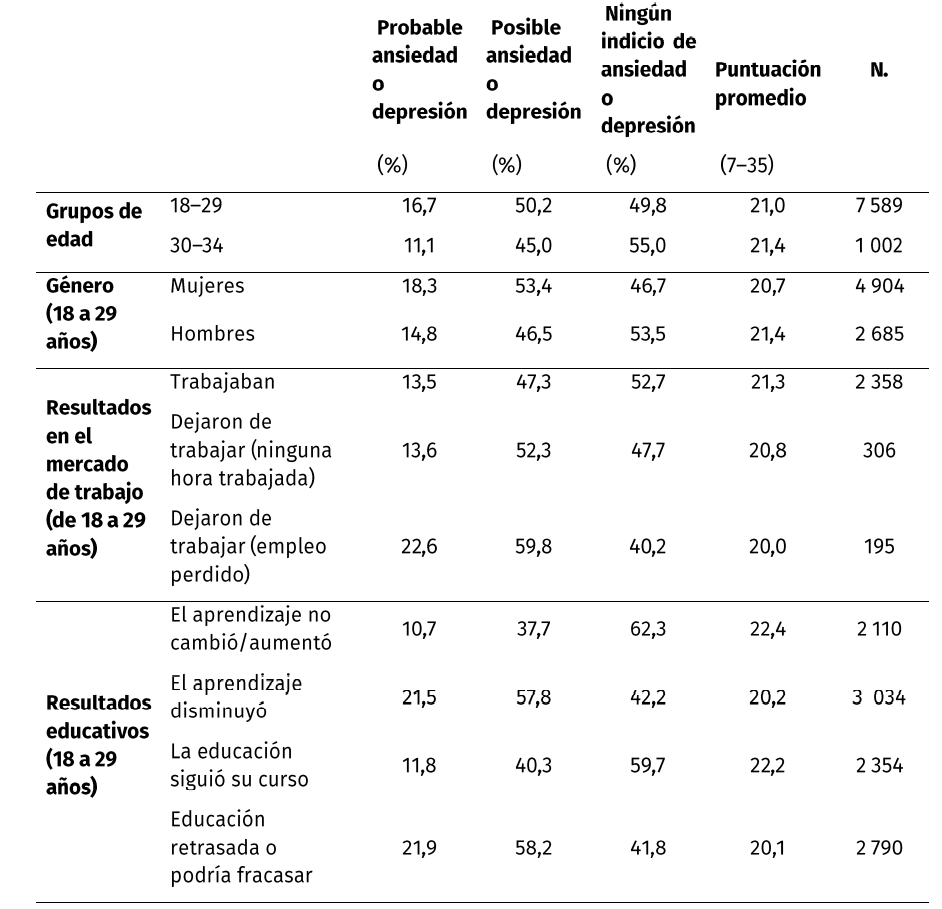 Probable ansiedad o depresión | Posible ansiedad o depresión | Ningún indicio de ansiedad o depresión | Puntuación promedio | N.
(%) | (%) | (%) | (7–35)
Grupos de edad | 18–29 | 16,7 | 50,2 | 49,8 | 21,0 | 7 589
30–34 | 11,1 | 45,0 | 55,0 | 21,4 | 1 002
Género (18 a 29 años) | Mujeres | 18,3 | 53,4 | 46,7 | 20,7 | 4 904
Hombres | 14,8 | 46,5 | 53,5 | 21,4 | 2 685
Resultados en el mercado de trabajo (de 18 a 29 años) | Trabajaban | 13,5 | 47,3 | 52,7 | 21,3 | 2 358
Dejaron de trabajar (ninguna hora trabajada) | 13,6 | 52,3 | 47,7 | 20,8 | 306
Dejaron de trabajar (empleo perdido) | 22,6 | 59,8 | 40,2 | 20,0 | 195
Resultados educativos (18 a 29 años) | El aprendizaje no cambió/aumentó | 10,7 | 37,7 | 62,3 | 22,4 | 2 110
El aprendizaje disminuyó | 21,5 | 57,8 | 42,2 | 20,2 | 3 034
La educación siguió su curso | 11,8 | 40,3 | 59,7 | 22,2 | 2 354
Educación retrasada o podría fracasar | 21,9 | 58,2 | 41,8 | 20,1 | 2 790